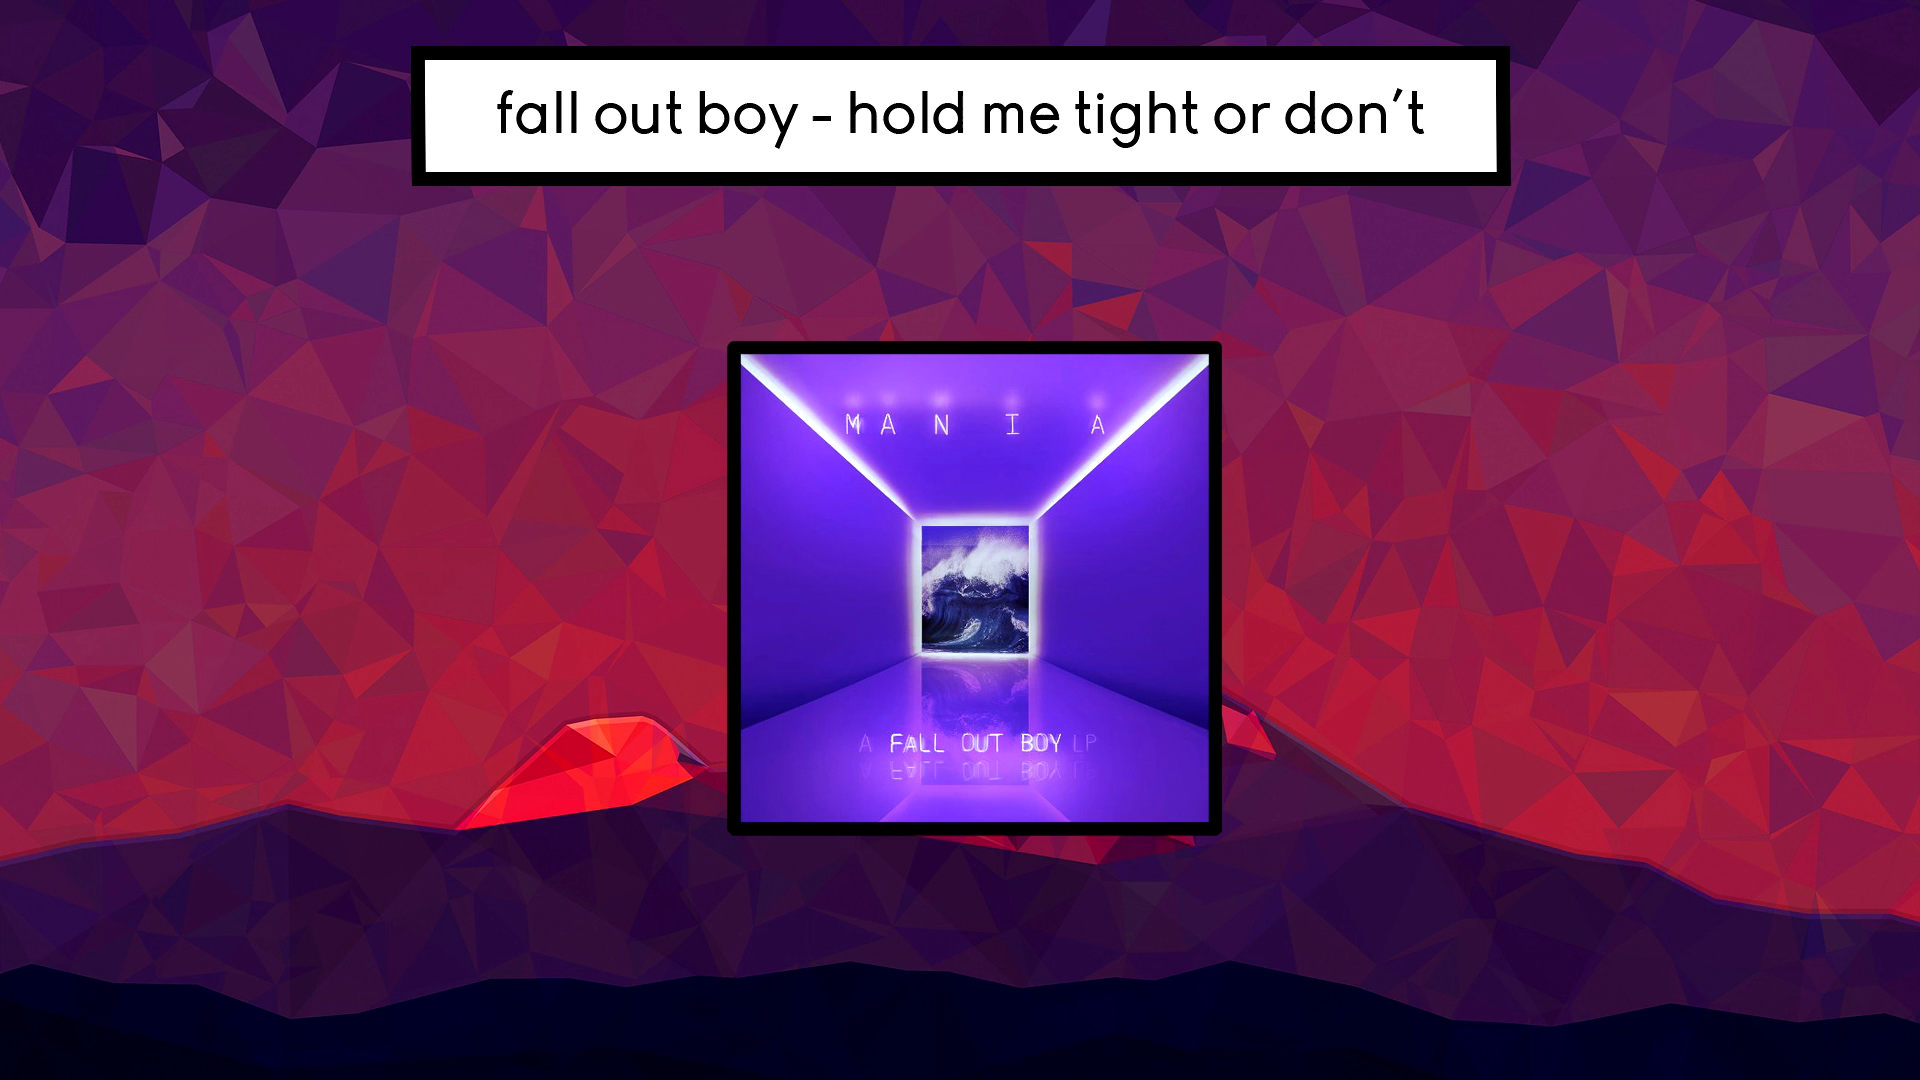 fall out boy - hold me tight or don’t
M A N I A
A FALL OUT BOY LP